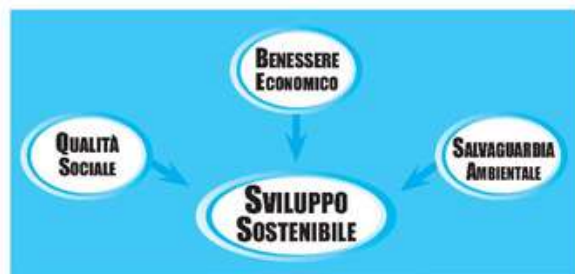 BENESSERE
ECONOMICO
QUALITÀ
SOCIALE
SALVAGUARDIA
AMBIENTALE
SVILUPPO
SOSTENIBILE